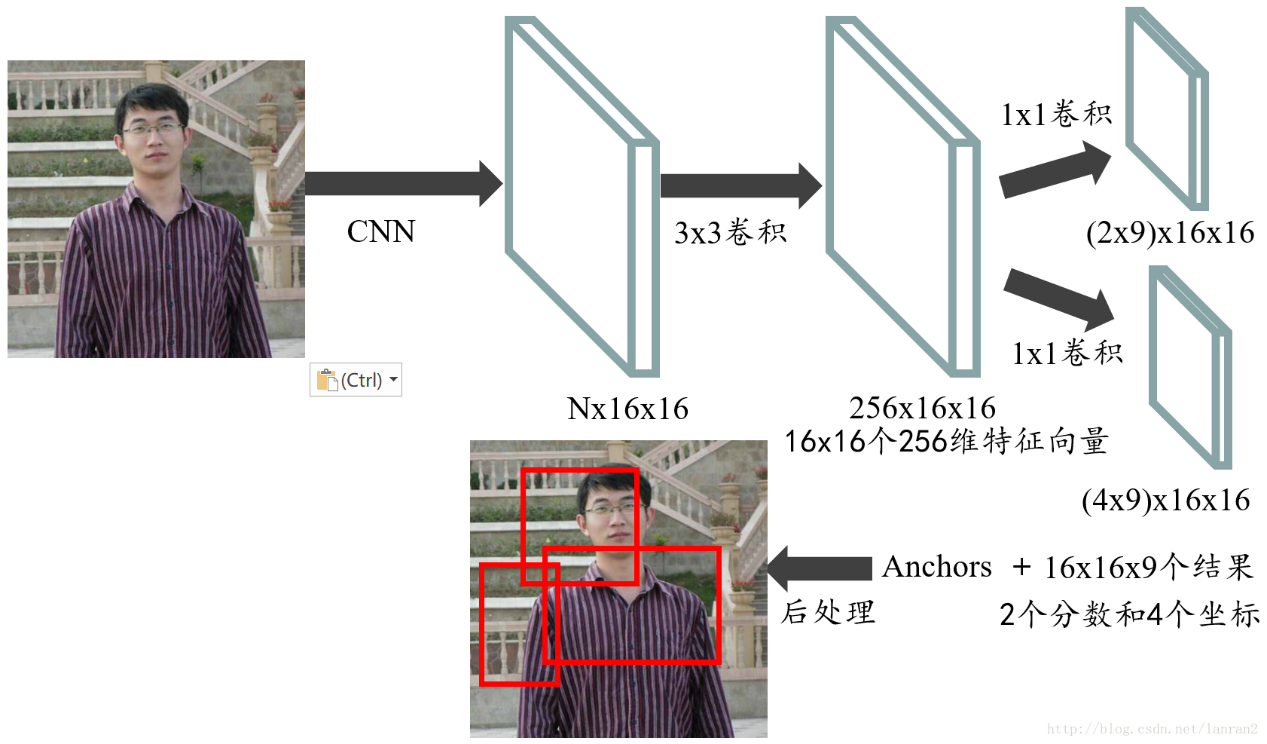 1x1卷积
CNN
3x3卷积
(2x9)x16x16
1x1卷积
(Ctrl)
Nx16x16
256x16x16
16x16个256维特征向量
(4x9)x16x16
Anchors + 16x16x9个结果
后处理
2个分数和4个坐标
http://blog.csdn.net/lanran2